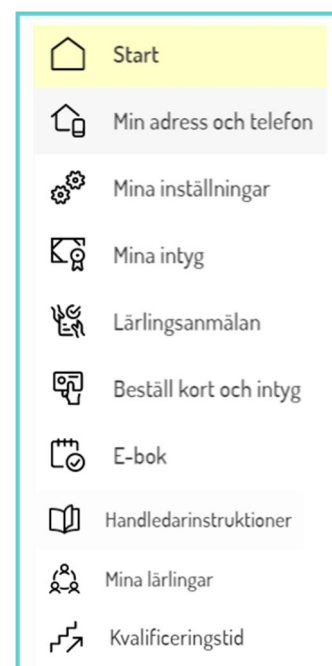 Start
Min adress och telefon
Mina inställningar
Mina intyg
Lärlingsanmälan
Beställ kort och intyg
E-bok
Handledarinstruktioner
Mina lärlingar
Kvalificeringstid